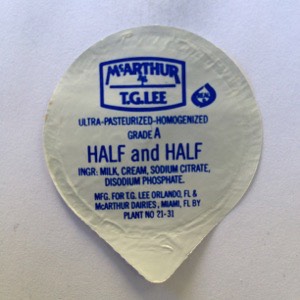 McARTHUR
T.G. LEE
REAL
ULTRA-PASTEURIZED-HOMOGENIZED
GRADE A
HALF and HALF
INGR: MILK, CREAM, SODIUM CITRATE,
DISODIUM PHOSPHATE.
MFG. FOR T.G. LEE ORLANDO, FL &
McARTHUR DAIRIES, MIAMI, FL BY
PLANT NO 21-31